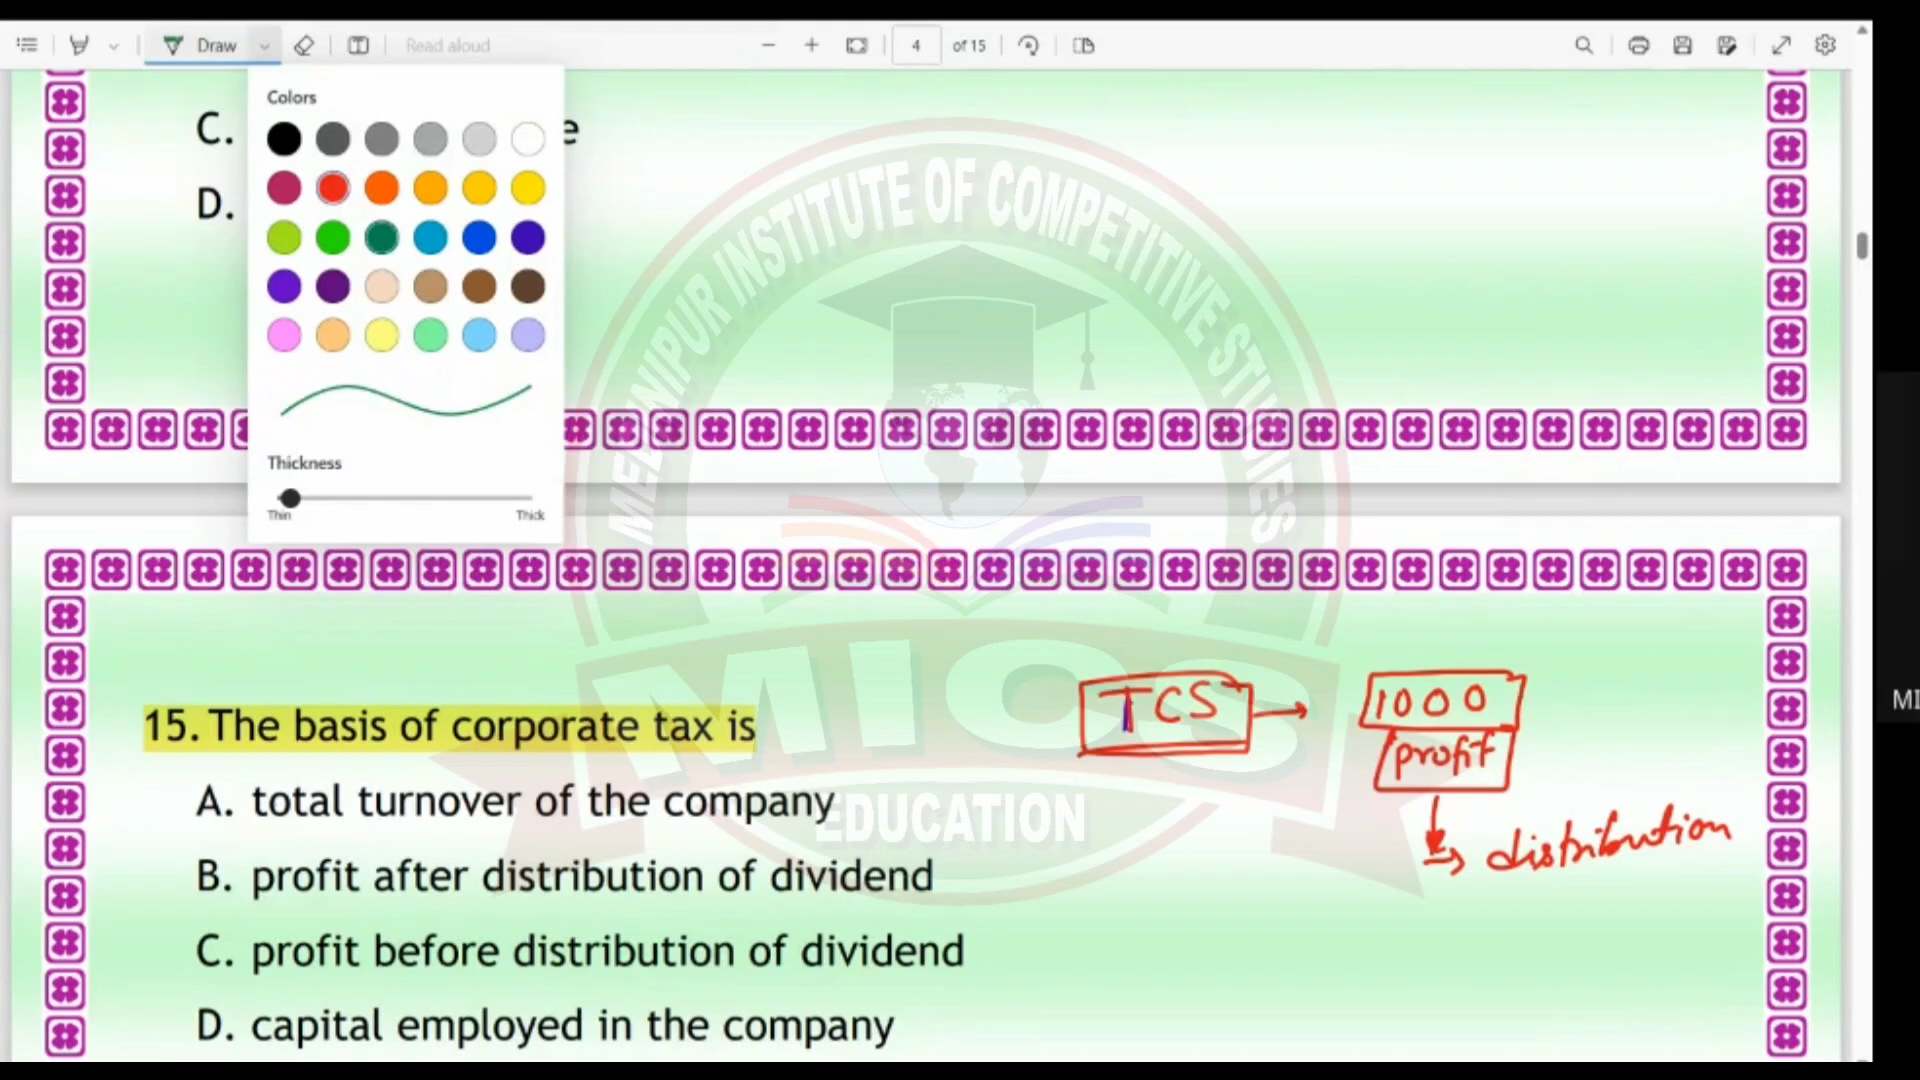 Draw
Read aloud
4 of 15
Colors
Thickness
Thin
Thick
C.
e
D.
MEDINIPUR INSTITUTE OF COMPETITIVE STUDIES
MICS
EDUCATION
15. The basis of corporate tax is
A. total turnover of the company
B. profit after distribution of dividend
C. profit before distribution of dividend
D. capital employed in the company
TCS
1000
profit
distribution
MI